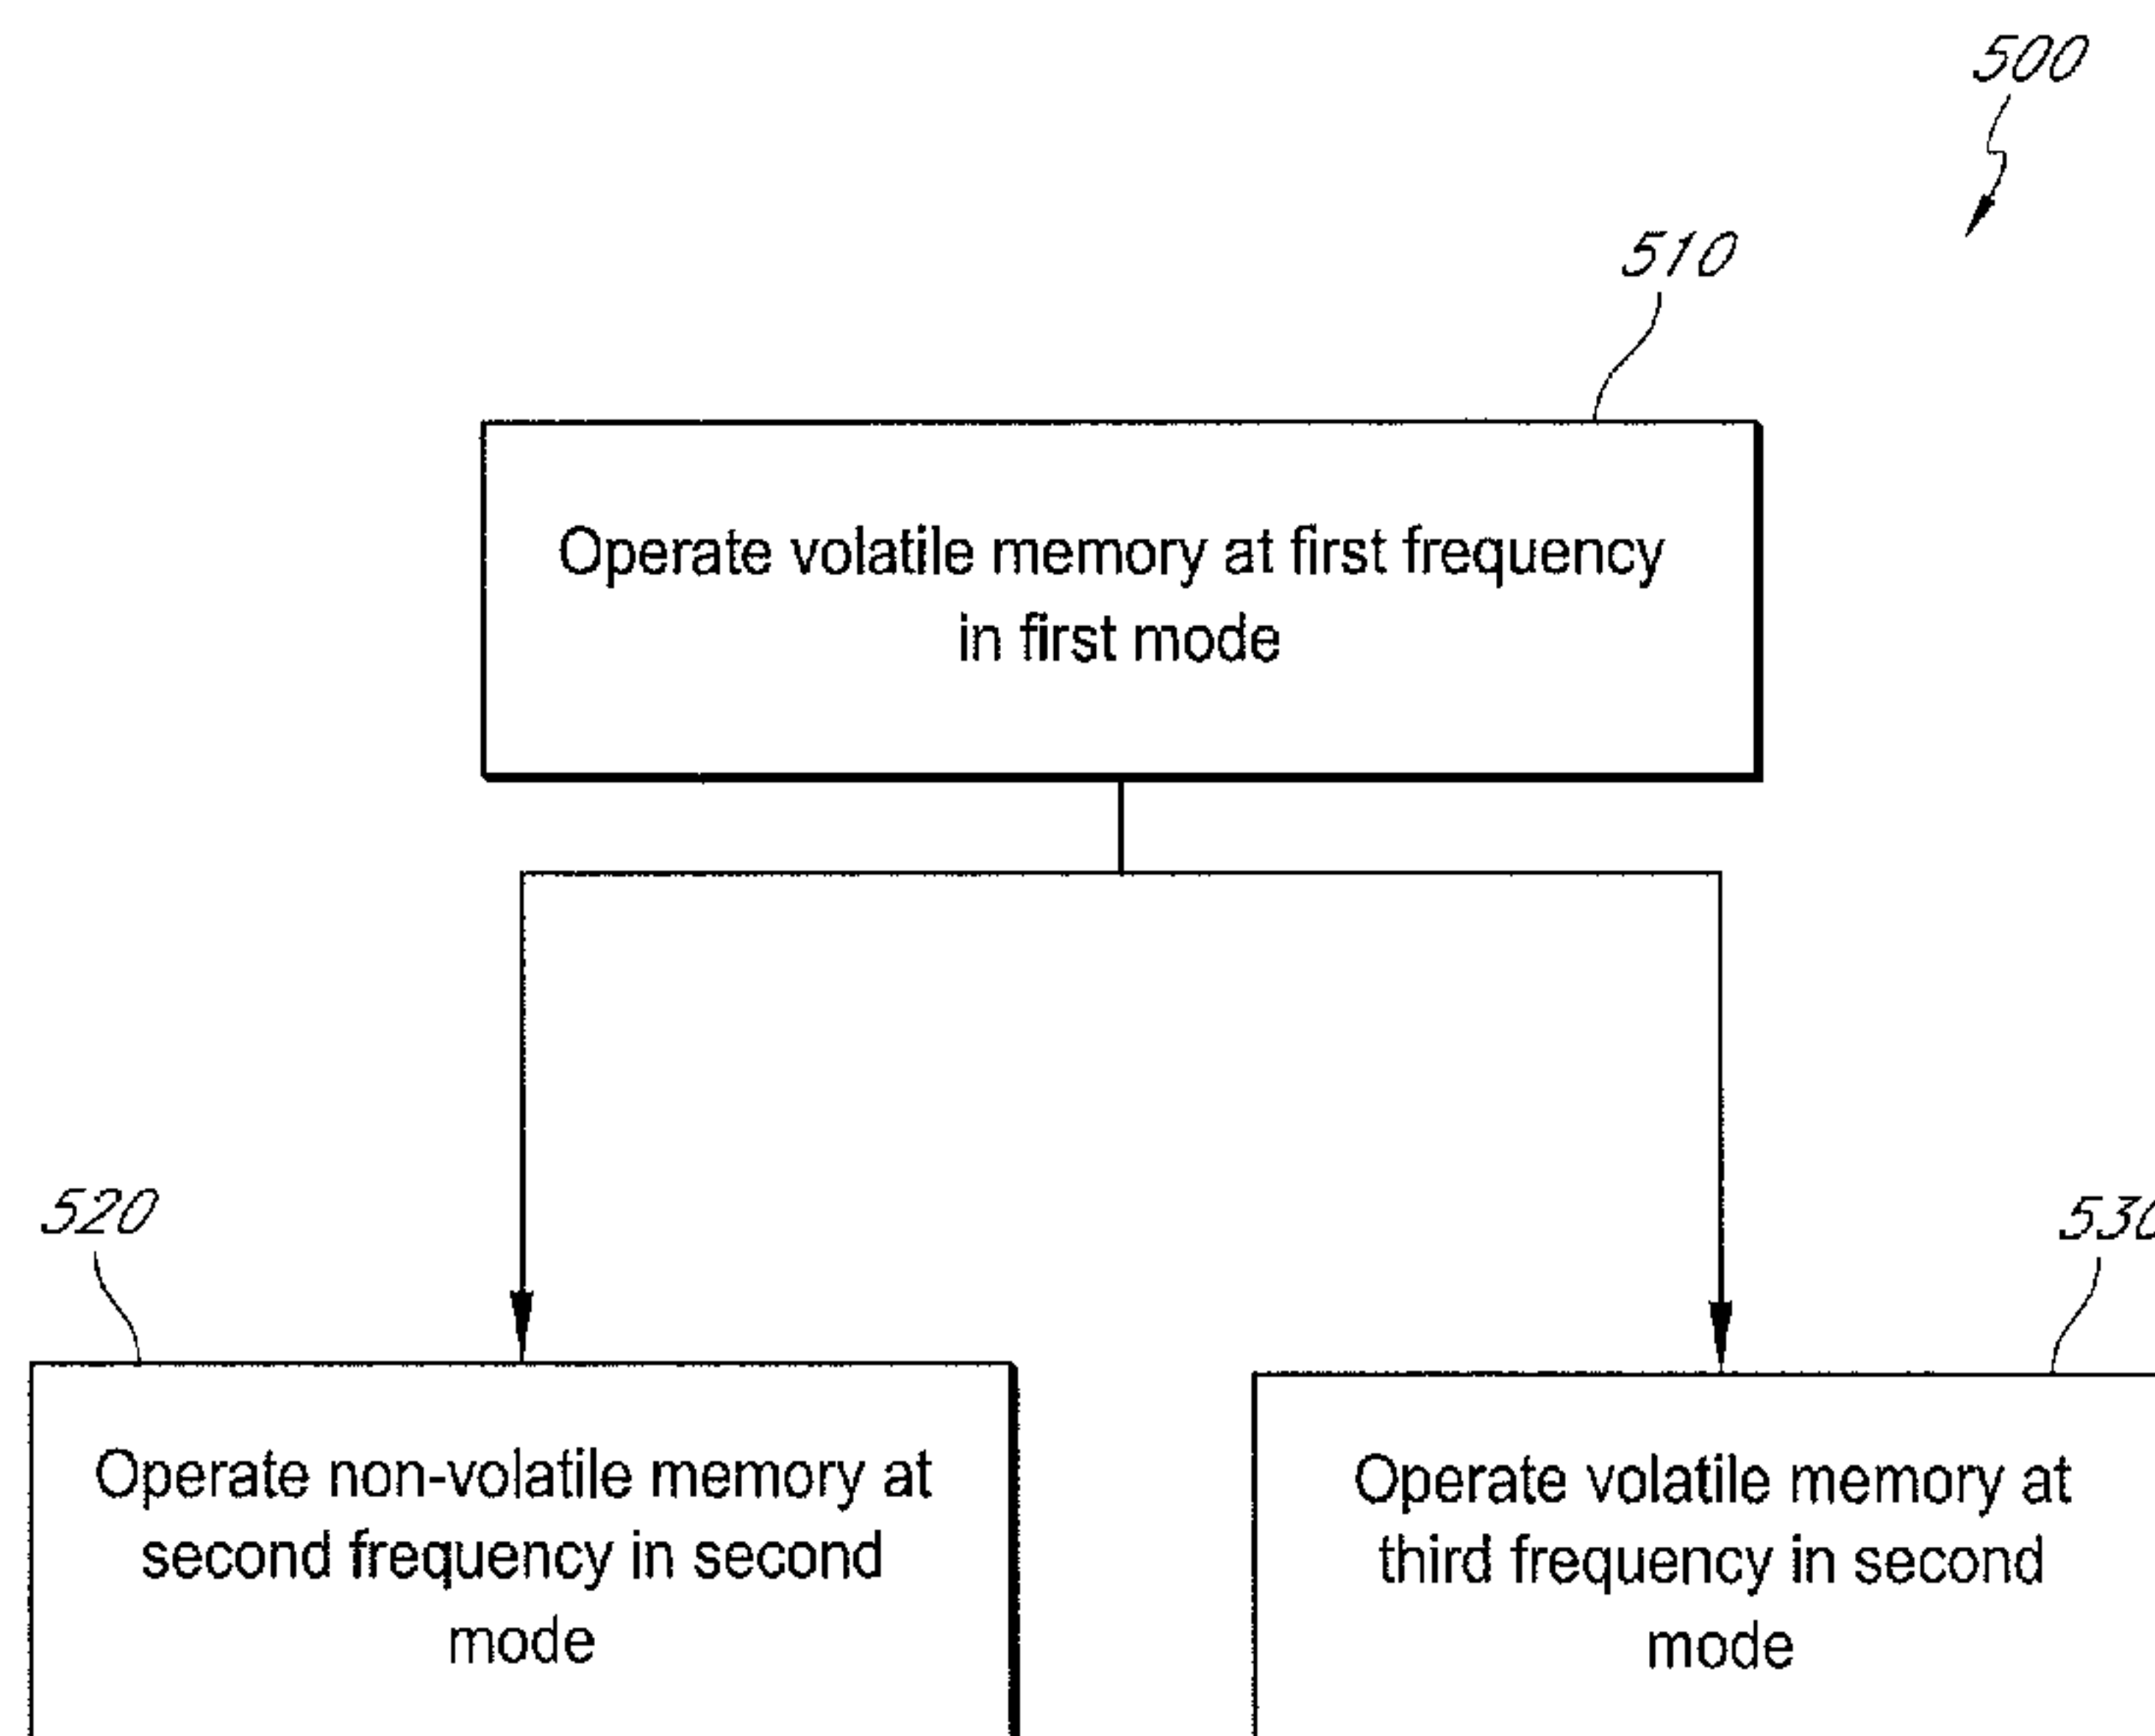 500
510
Operate volatile memory at first frequency
in first mode
520
530
Operate non-volatile memory at
second frequency in second
mode
Operate volatile memory at
third frequency in second
mode